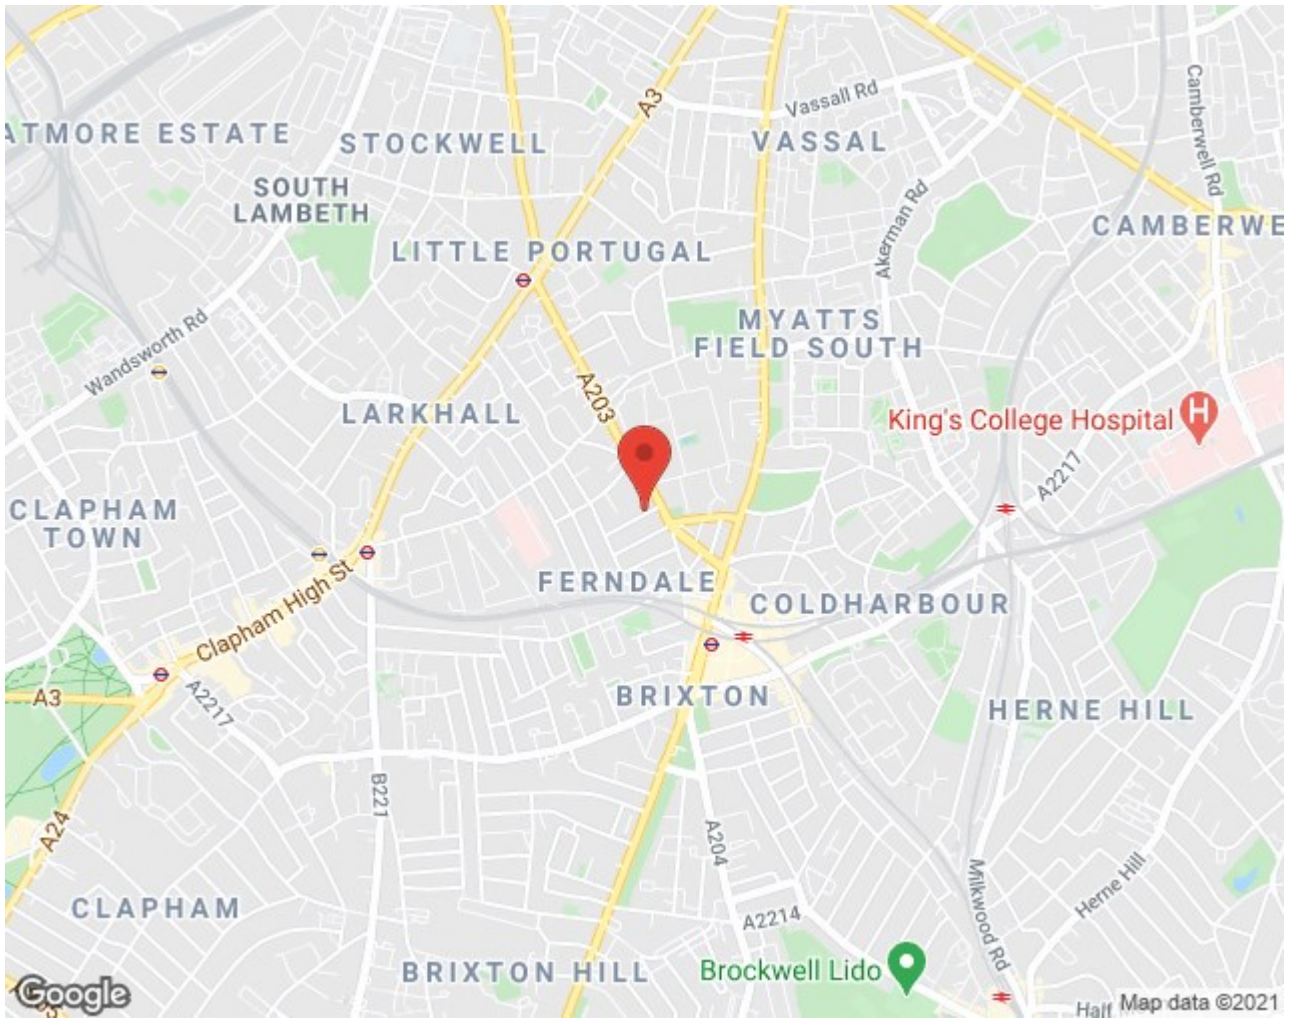 Vassall Rd
A3
Camberwell Rd
ATMORE ESTATE
STOCKWELL
VASSAL
SOUTH
LAMBETH
Akerman Rd
CAMBERWE
LITTLE PORTUGAL
MYATTS
FIELD SOUTH
Wandsworth Rd
A203
LARKHALL
King's College Hospital
H
A2217
CLAPHAM
TOWN
Clapham High St
FERNDALE
COLDHARBOUR
A3
A2217
BRIXTON
HERNE HILL
B221
A24
A204
Milkwood Rd
Herne Hill
CLAPHAM
A2214
BRIXTON HILL
Brockwell Lido
Google
Half
Map data ©2021